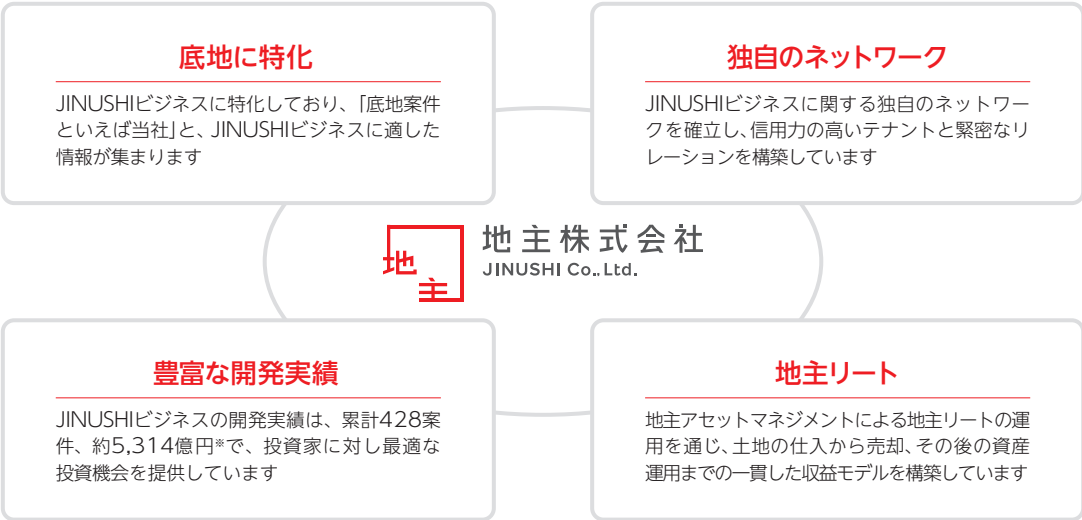 底地に特化
JINUSHIビジネスに特化しており、「底地案件
といえば当社」と、JINUSHIビジネスに適した
情報が集まります
独自のネットワーク
JINUSHIビジネスに関する独自のネットワー
クを確立し、信用力の高いテナントと緊密なリ
レーションを構築しています
地主
地主株式会社
JINUSHI Co., Ltd.
豊富な開発実績
JINUSHIビジネスの開発実績は、累計428案
件、約5,314億円※で、投資家に対し最適な
投資機会を提供しています
地主リート
地主アセットマネジメントによる地主リートの運
用を通じ、土地の仕入から売却、その後の資産
運用までの一貫した収益モデルを構築しています